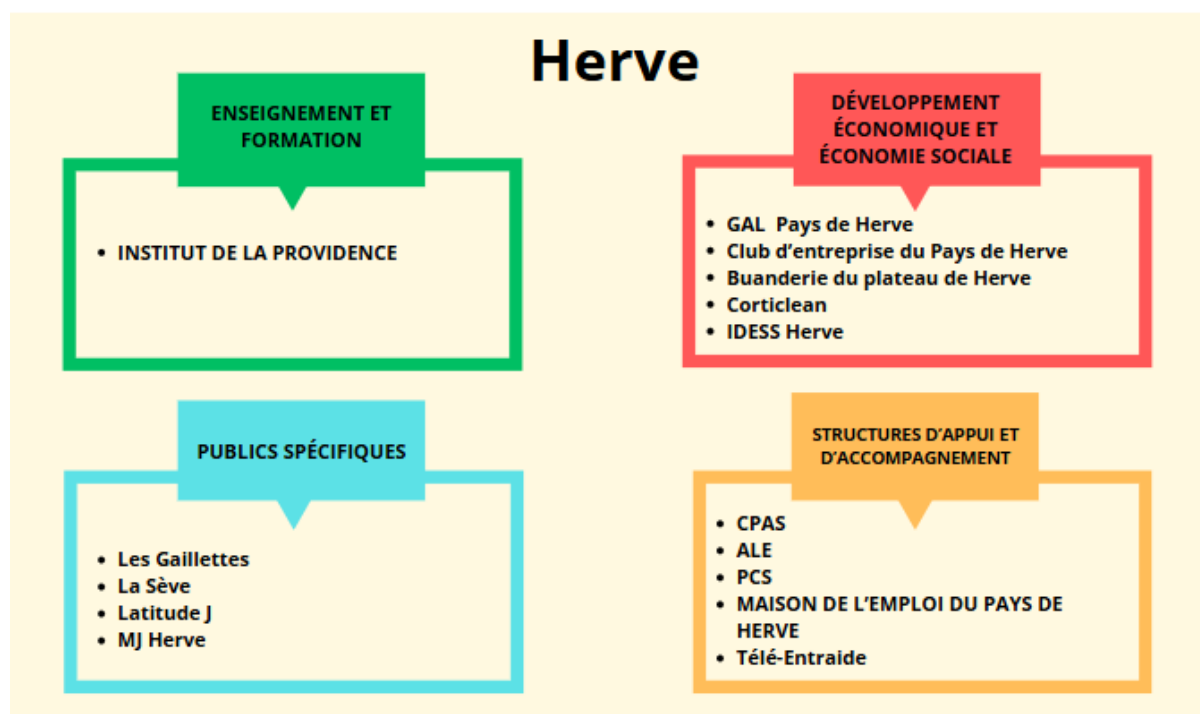 Herve
ENSEIGNEMENT ET
FORMATION
• INSTITUT DE LA PROVIDENCE
DÉVELOPPEMENT
ÉCONOMIQUE ET
ÉCONOMIE SOCIALE
• GAL Pays de Herve
• Club d’entreprise du Pays de Herve
• Buanderie du plateau de Herve
• Corticlean
• IDESS Herve
PUBLICS SPÉCIFIQUES
• Les Gaillettes
• La Sève
• Latitude J
• MJ Herve
STRUCTURES D’APPUI ET
D’ACCOMPAGNEMENT
• CPAS
• ALE
• PCS
• MAISON DE L’EMPLOI DU PAYS DE
HERVE
• Télé-Entraide